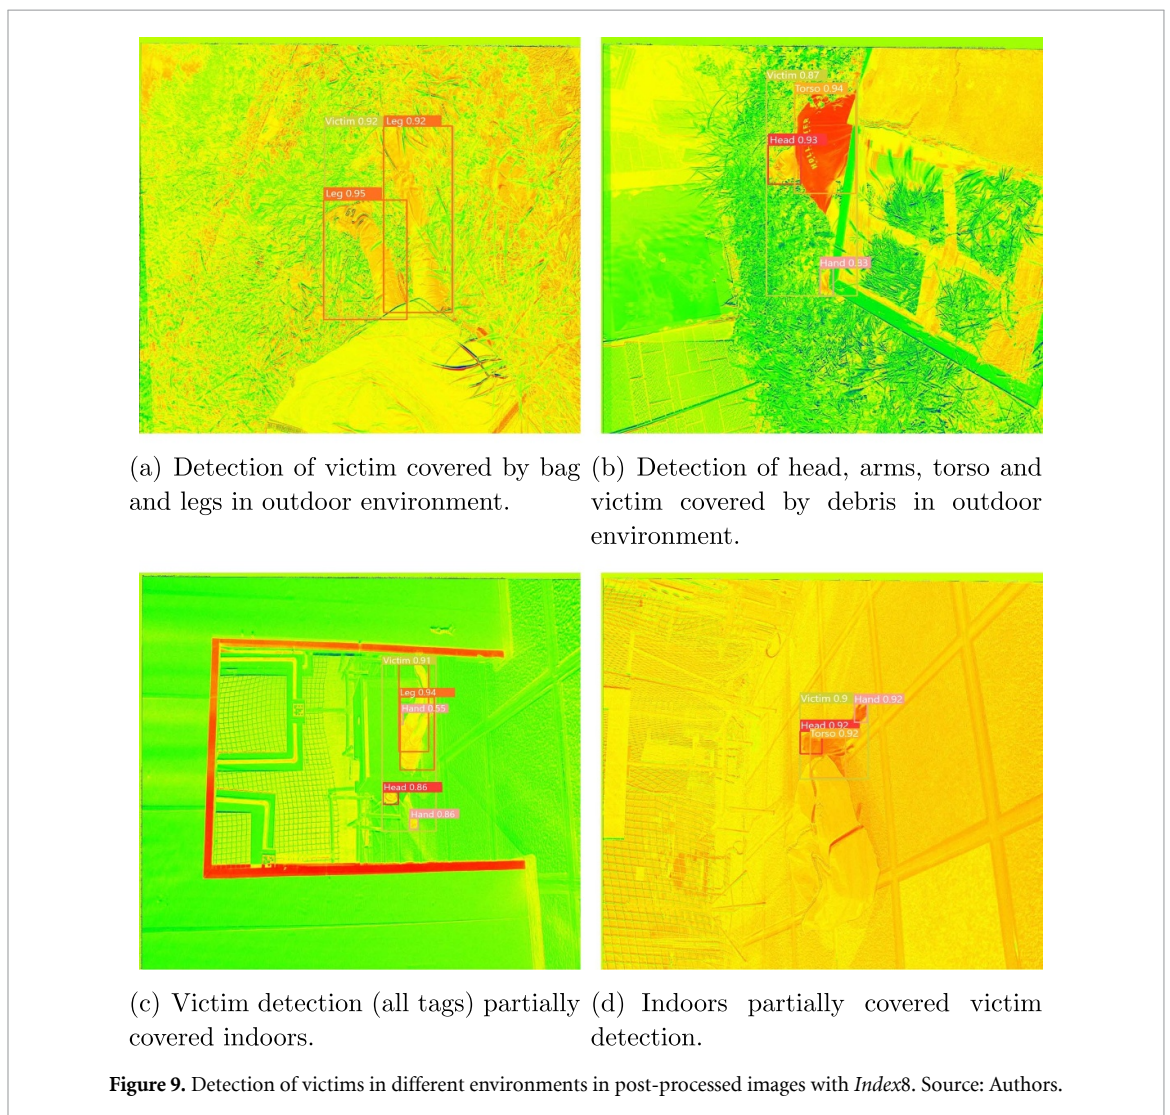 Victim 0.92 Leg 0.92
Leg 0.95
Victim 0.87
Torso 0.94
Head 0.93
Hand 0.93
(a) Detection of victim covered by bag
and legs in outdoor environment.
(b) Detection of head, arms, torso and
victim covered by debris in outdoor
environment.
Victim 0.91
Leg 0.94
Hand 0.55
Head 0.86
Hand 0.86
Victim 0.9 Hand 0.92
Head 0.92
Torso 0.92
(c) Victim detection (all tags) partially
covered indoors.
(d) Indoors partially covered victim
detection.
Figure 9. Detection of victims in different environments in post-processed images with Index8. Source: Authors.